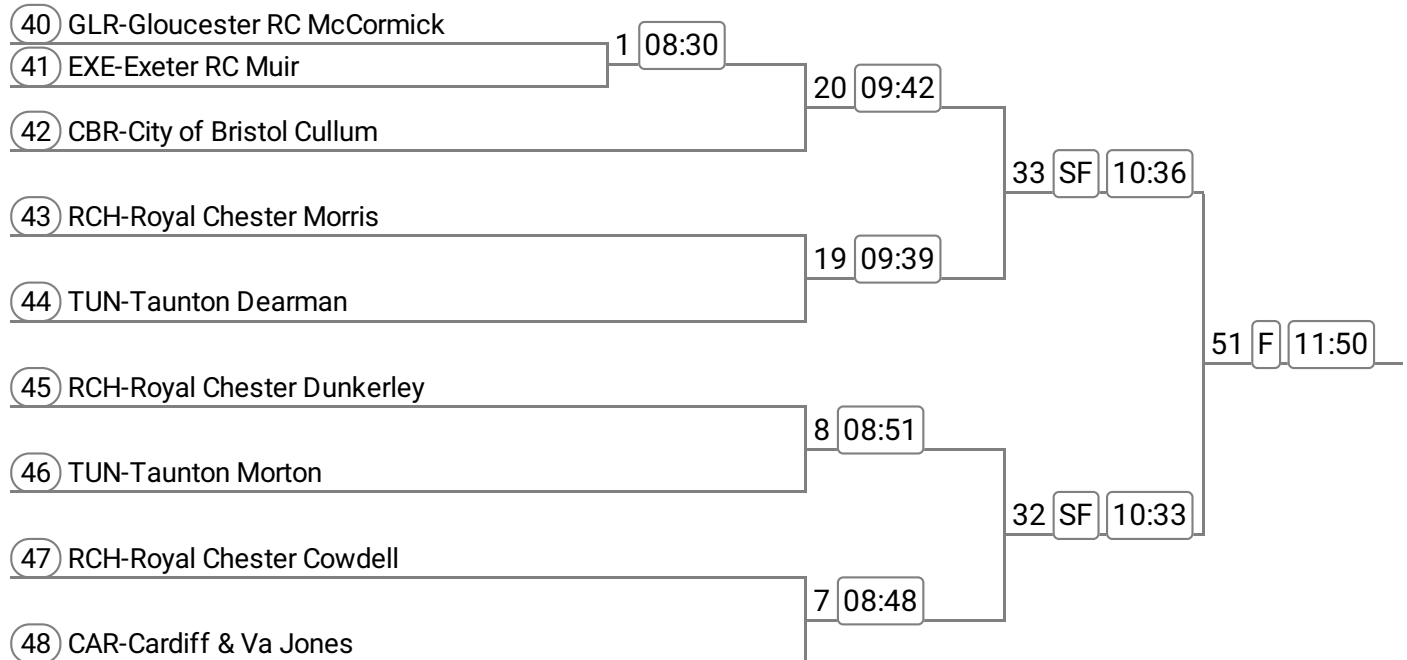 40 GLR-Gloucester RC McCormick
1 08:30
41 EXE-Exeter RC Muir
20 09:42
42 CBR-City of Bristol Cullum
33 SF 10:36
43 RCH-Royal Chester Morris
19 09:39
44 TUN-Taunton Dearman
51 F 11:50
45 RCH-Royal Chester Dunkerley
8 08:51
46 TUN-Taunton Morton
32 SF 10:33
47 RCH-Royal Chester Cowdell
7 08:48
48 CAR-Cardiff & Va Jones